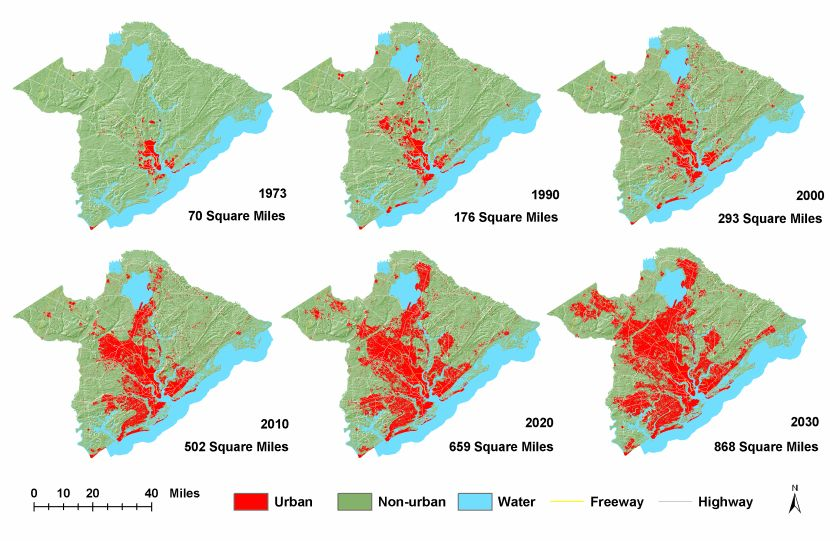 1973
70 Square Miles
1990
176 Square Miles
2000
293 Square Miles
2010
502 Square Miles
2020
659 Square Miles
2030
868 Square Miles
0 10 20 40 Miles
Urban
Non-urban
Water
Freeway
Highway
N